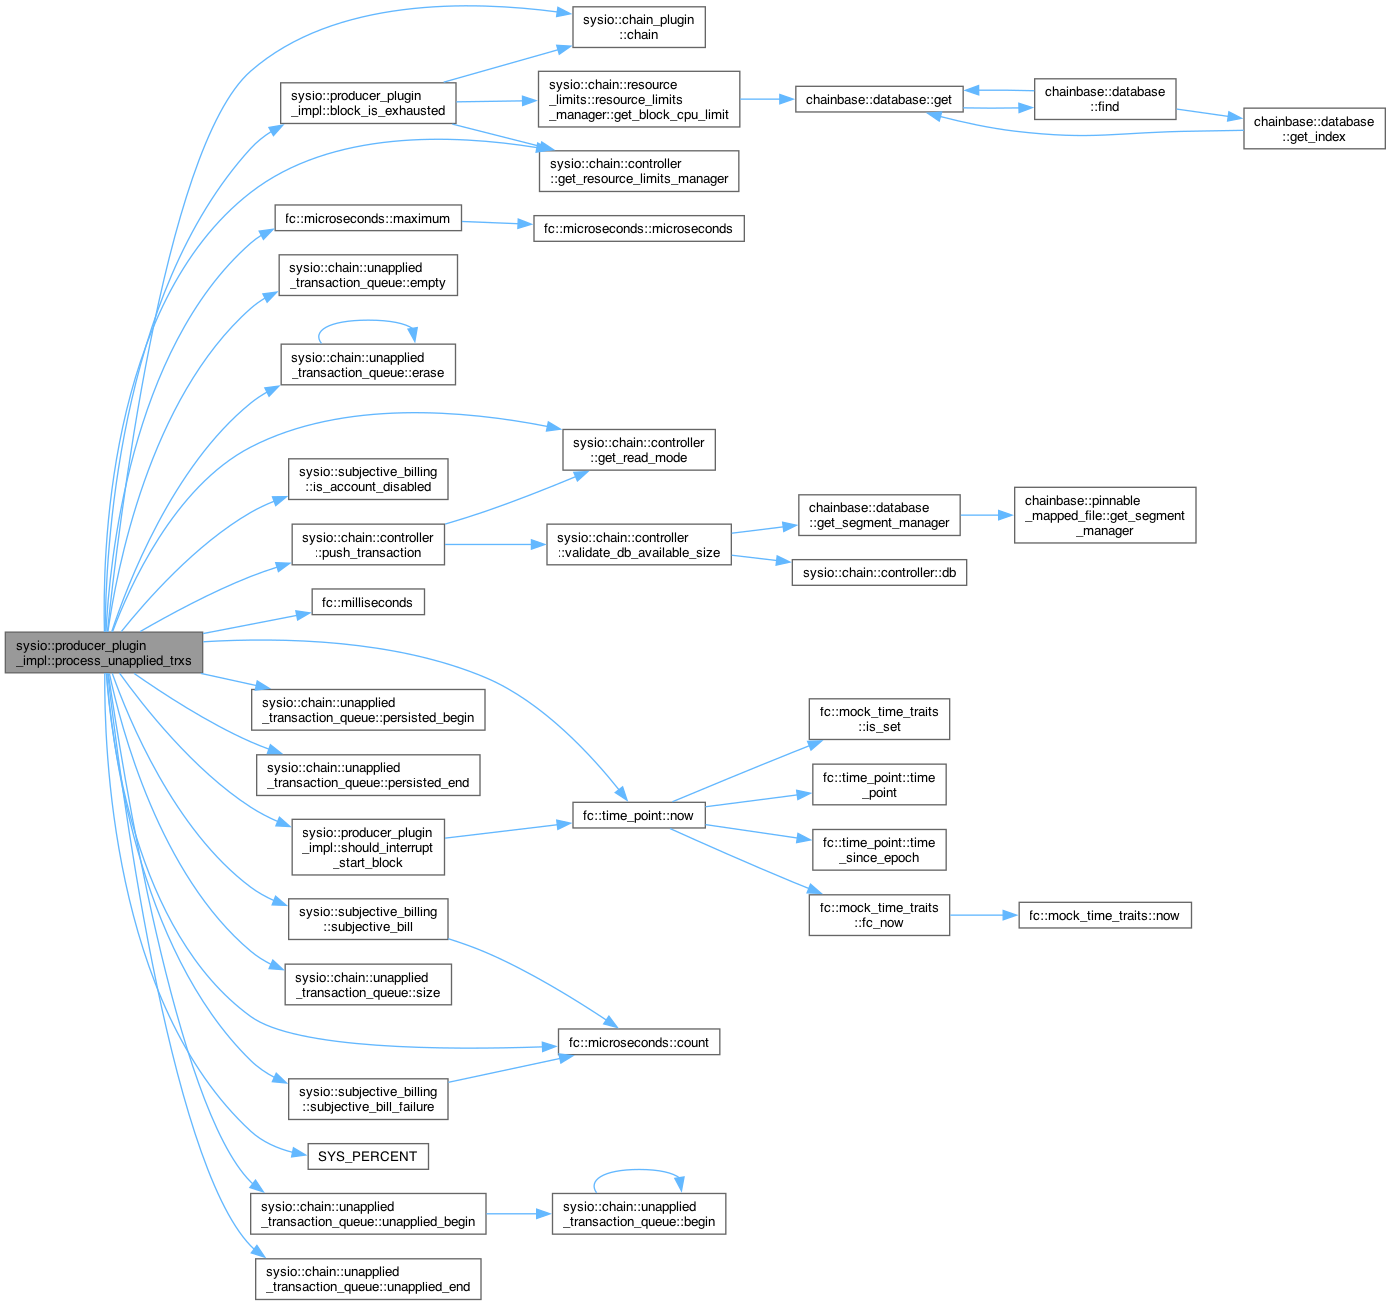 sysio::producer_plugin
_impl::process_unapplied_trxs
sysio::producer_plugin
_impl::block_is_exhausted
fc::microseconds::maximum
sysio::chain::unapplied
_transaction_queue::empty
sysio::chain::unapplied
_transaction_queue::erase
sysio::subjective_billing
::is_account_disabled
sysio::chain::controller
::push_transaction
fc::milliseconds
sysio::chain::unapplied
_transaction_queue::persisted_begin
sysio::chain::unapplied
_transaction_queue::persisted_end
sysio::producer_plugin
_impl::should_interrupt
_start_block
sysio::subjective_billing
::subjective_bill
sysio::chain::unapplied
_transaction_queue::size
sysio::subjective_billing
::subjective_bill_failure
SYS_PERCENT
sysio::chain::unapplied
_transaction_queue::unapplied_begin
sysio::chain::unapplied
_transaction_queue::unapplied_end
sysio::chain_plugin
::chain
sysio::chain::resource
_limits::resource_limits
_manager::get_block_cpu_limit
sysio::chain::controller
::get_resource_limits_manager
fc::microseconds::microseconds
sysio::chain::controller
::get_read_mode
sysio::chain::controller
::validate_db_available_size
fc::time_point::now
fc::microseconds::count
sysio::chain::unapplied
_transaction_queue::begin
chainbase::database::get
chainbase::database
::get_segment_manager
sysio::chain::controller::db
fc::mock_time_traits
::is_set
fc::time_point::time
_point
fc::time_point::time
_since_epoch
fc::mock_time_traits
::fc_now
chainbase::database
::find
chainbase::pinnable
_mapped_file::get_segment
_manager
fc::mock_time_traits::now
chainbase::database
::get_index